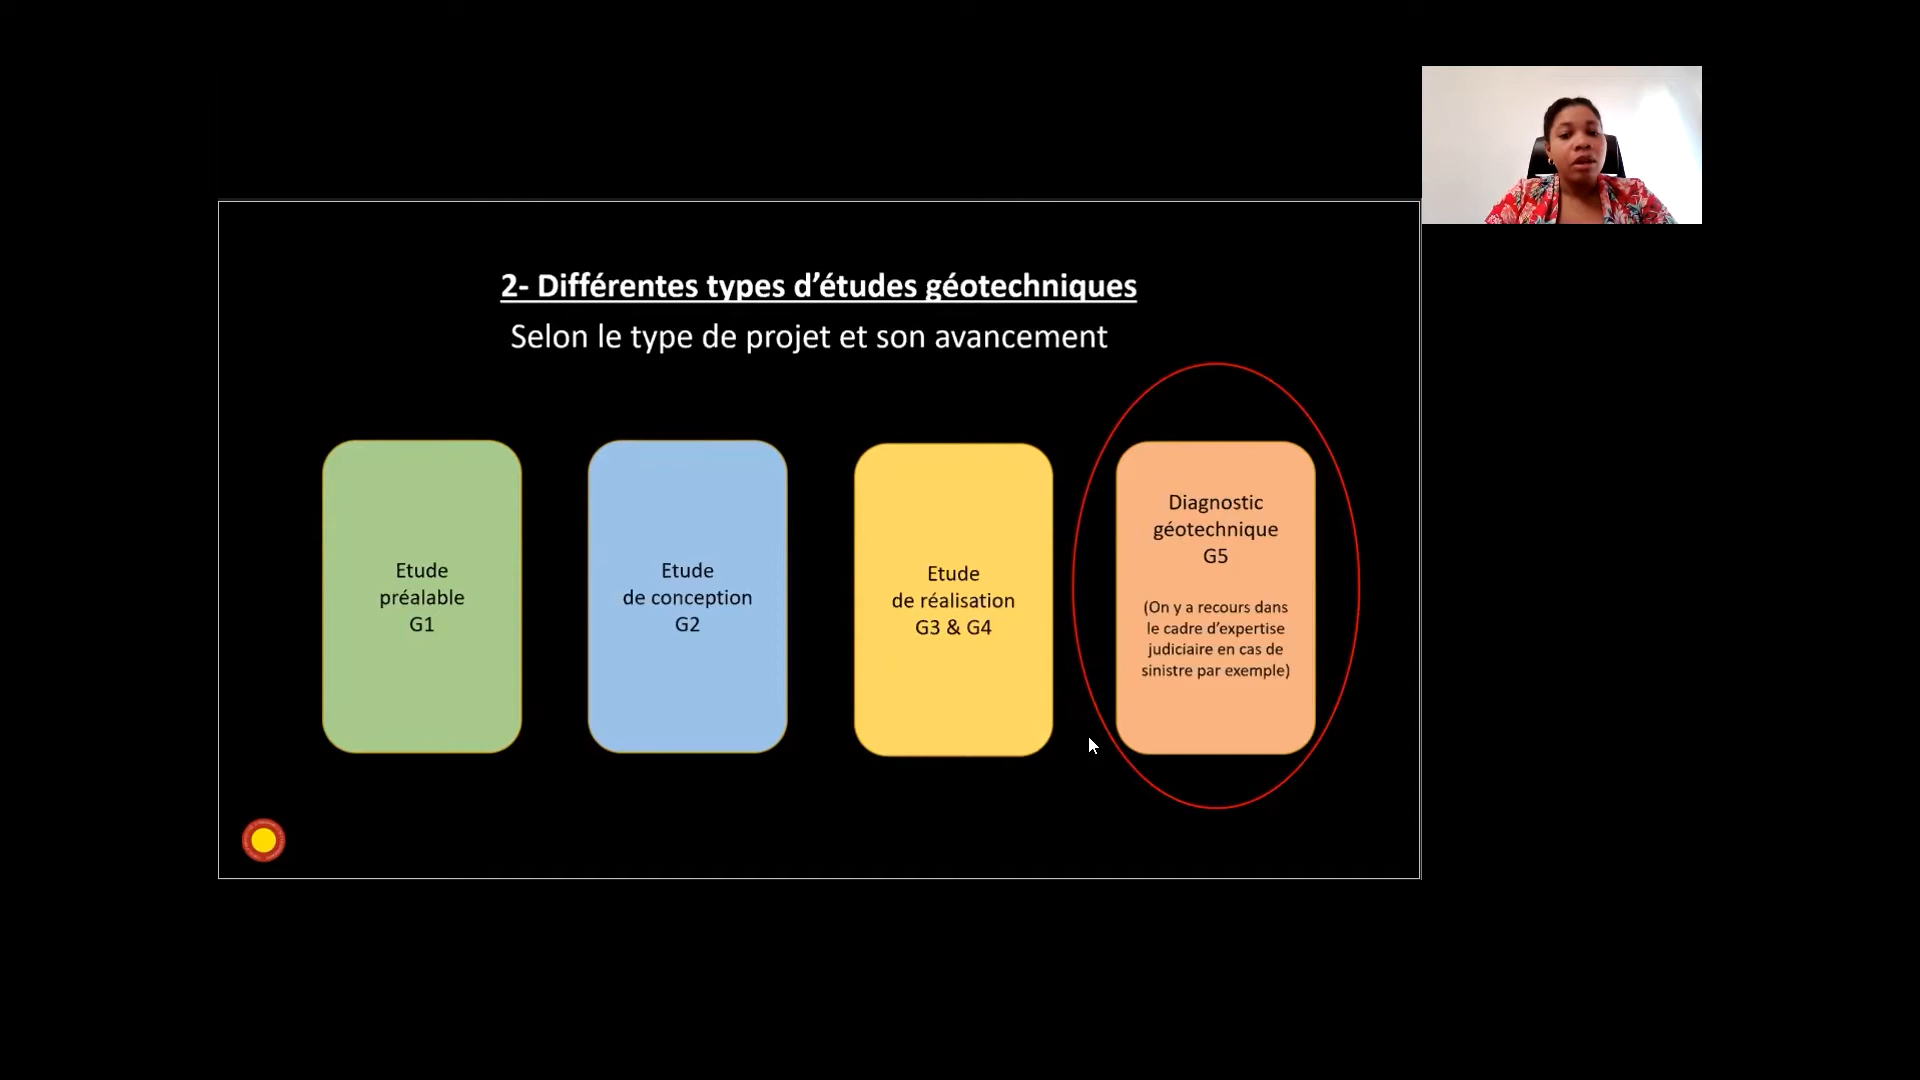 2- Différentes types d’études géotechniques
Selon le type de projet et son avancement
Etude
préalable
G1
Etude
de conception
G2
Etude
de réalisation
G3 & G4
Diagnostic
géotechnique
G5
(On y a recours dans
le cadre d’expertise
judiciaire en cas de
sinistre par exemple)